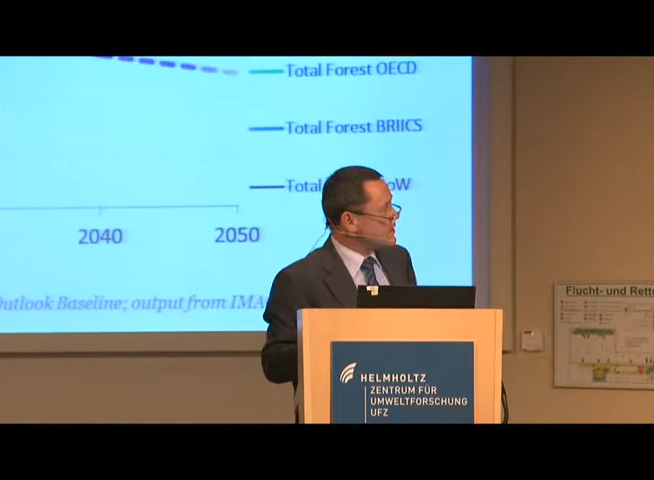 Total Forest OECD
Total Forest BRIICS
Total
oW
2040
2050
Outlook Baseline; output from IMA
Flucht- und Rette
HELMHOLTZ
ZENTRUM FÜR
UMWELTFORSCHUNG
UFZ